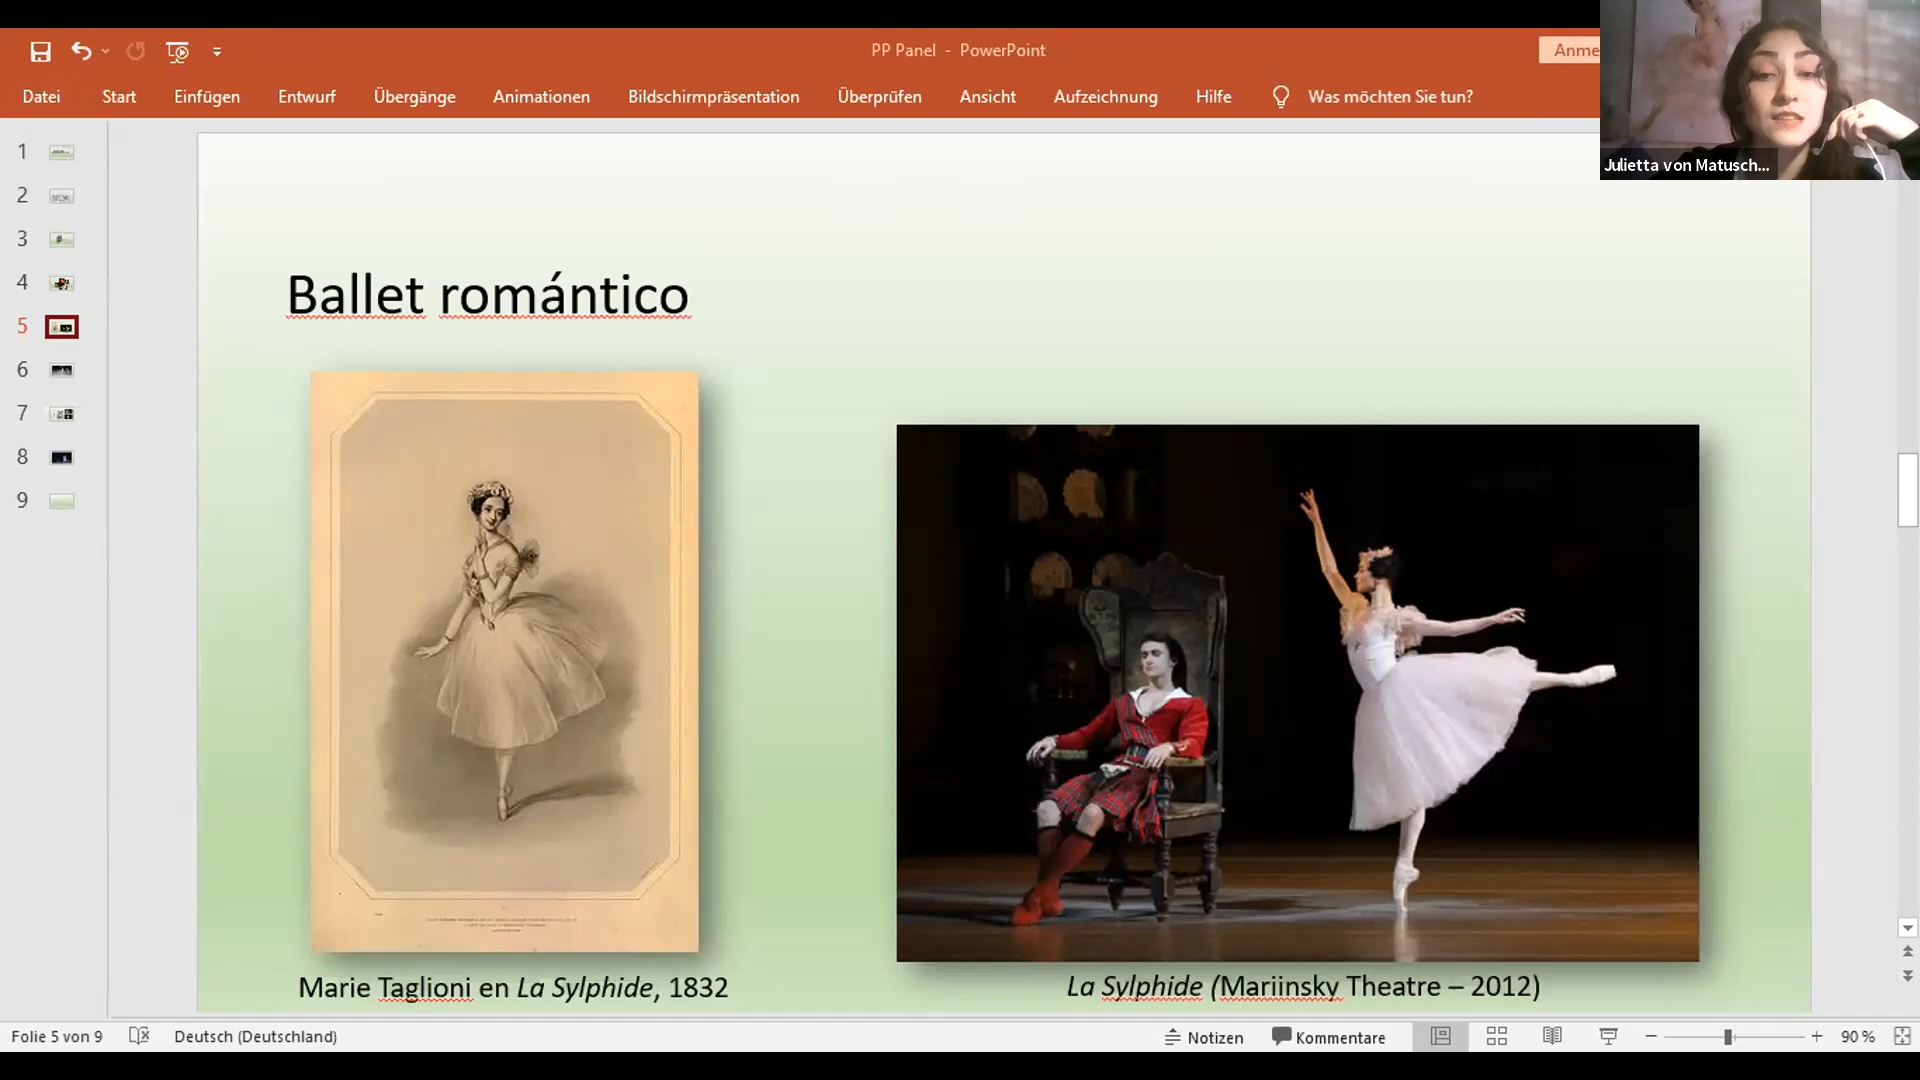 PP Panel - PowerPoint
Anme
Datei Start Einfügen Entwurf Übergänge Animationen Bildschirmpräsentation Überprüfen Ansicht Aufzeichnung Hilfe Was möchten Sie tun?
Julietta von Matusch...
1
2
3
4
5
6
7
8
9
Ballet romántico
Marie Taglioni en La Sylphide, 1832
La Sylphide (Mariinsky Theatre – 2012)
Folie 5 von 9 Deutsch (Deutschland) Notizen Kommentare 90 %